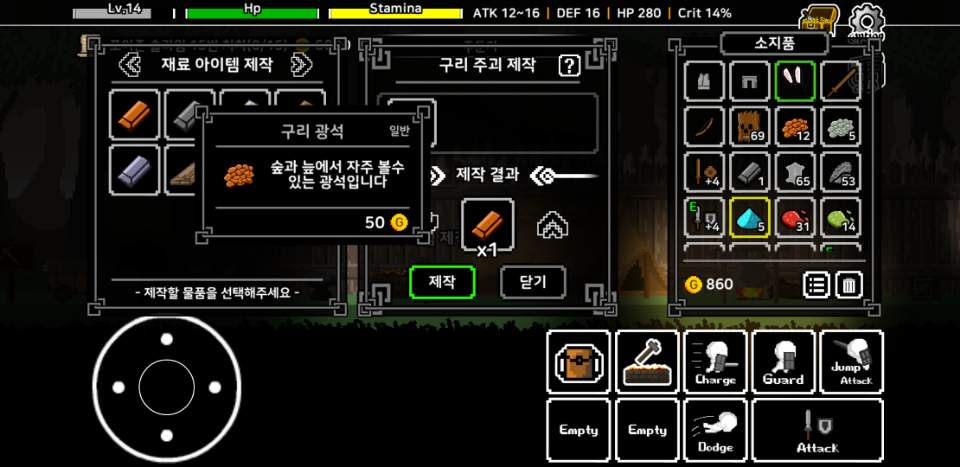 Lv.14
Hp
Stamina
ATK 12~16 | DEF 16 | HP 280 | Crit 14%
재료 아이템 제작
구리 주괴 제작
?
소지품
구리 광석
일반
숲과 늪에서 자주 볼수
있는 광석입니다
50 G
제작 결과
x1
제작
닫기
- 제작할 물품을 선택해주세요 -
69
12
5
+4
1
65
53
E
+4
5
31
14
E
G 860
Charge
Guard
Jump
Attack
Empty
Empty
Dodge
Attack